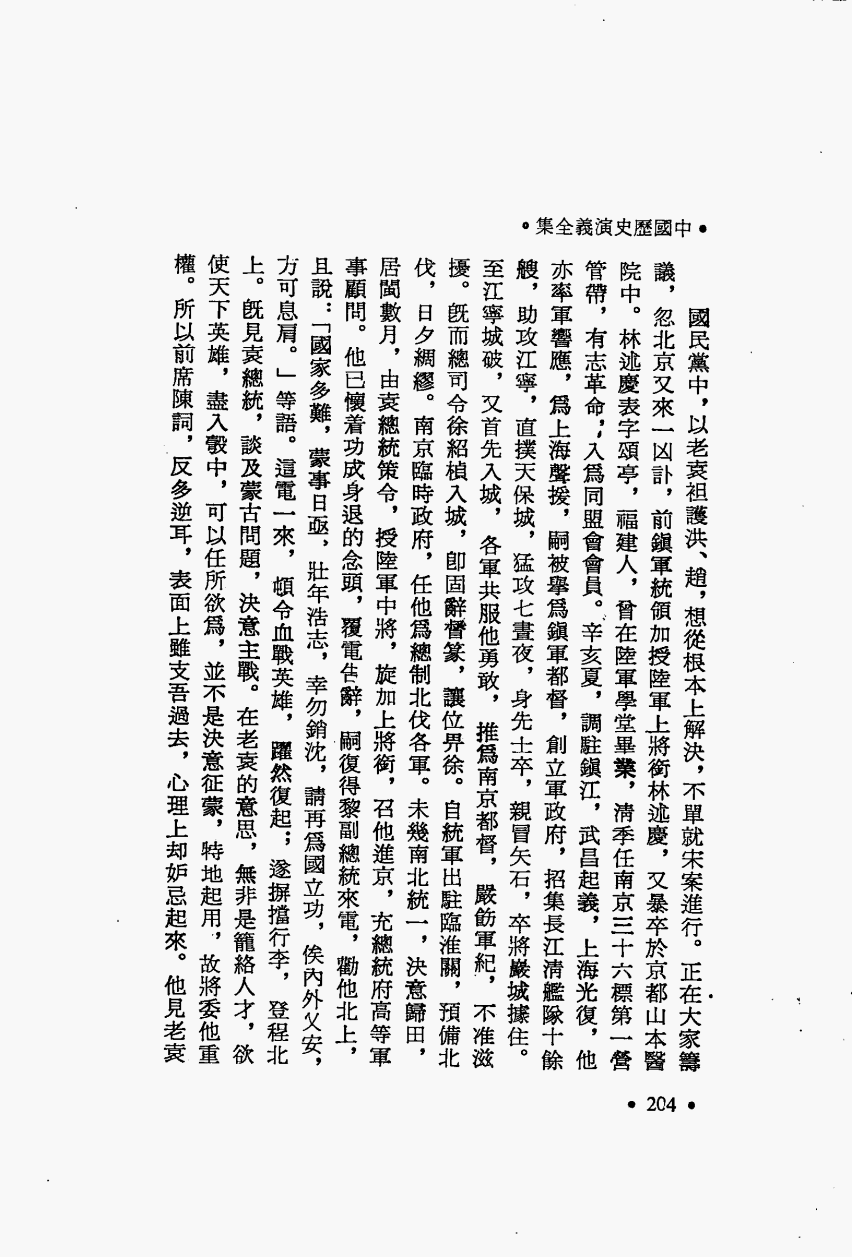 •中國歷史演義全集•
國民黨中，以老袁袒護洪、趙，想從根本上解決，不單就宋案進行。正在大家籌
議，忽北京又來一凶訃，前鎭軍統領加授陸軍上將銜林述慶，又暴卒於京都山本醫
院中。林述慶表字頌亭，福建人，曾在陸軍學堂畢業，淸季任南京三十六標第一營
管帶，有志革命，入爲同盟會會員。辛亥夏，調駐鎭江，武昌起義，上海光復，他
亦率軍響應，爲上海聲援，嗣被擧爲鎭軍都督，創立軍政府，招集長江淸艦隊十餘
艘，助攻江寧，直撲天保城，猛攻七晝夜，身先士卒，親冒矢石，卒將巖城據住。
至江寧城破，又首先入城，各軍共服他勇敢，推爲南京都督，嚴飭軍紀，不准滋
擾。旣而總司令徐紹楨入城，卽固辭督篆，讓位畀徐。自統軍出駐臨淮關，預備北
伐，日夕綢繆。南京臨時政府，任他爲總制北伐各軍。未幾南北統一，決意歸田，
居閩數月，由袁總統策令，授陸軍中將，旋加上將銜，召他進京，充總統府高等軍
事顧問。他已懷着功成身退的念頭，覆電吿辭，嗣復得黎副總統來電，勸他北上，
且說：「國家多難，蒙事日亟，壯年浩志，幸勿銷沈，請再爲國立功，俟內外乂安，
方可息肩。」等語。這電一來，頓令血戰英雄，躍然復起；遂摒擋行李，登程北
上。旣見袁總統，談及蒙古問題，決意主戰。在老袁的意思，無非是籠絡人才，欲
使天下英雄，盡入彀中，可以任所欲爲，並不是決意征蒙，特地起用，故將委他重
權。所以前席陳詞，反多逆耳，表面上雖支吾過去，心理上却妒忌起來。他見老袁
•204•